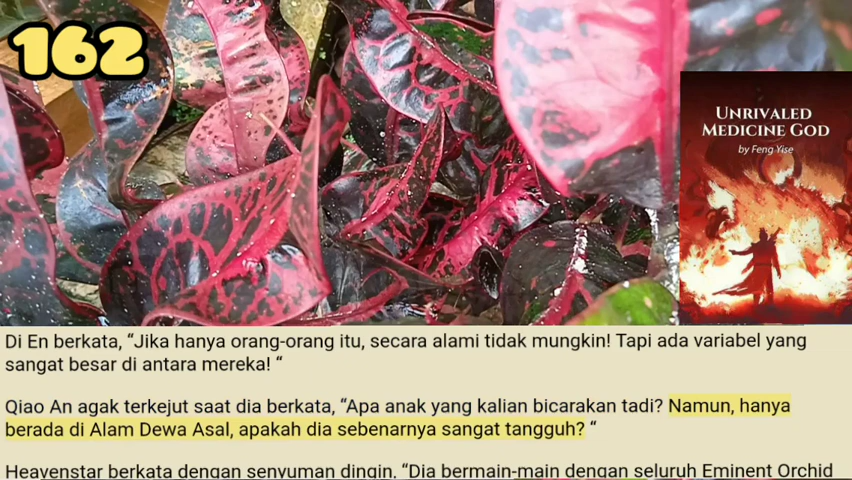 162
UNRIVALED
MEDICINE GOD
by Feng Yise
Di En berkata, “Jika hanya orang-orang itu, secara alami tidak mungkin! Tapi ada variabel yang
sangat besar di antara mereka! “
Qiao An agak terkejut saat dia berkata, “Apa anak yang kalian bicarakan tadi? Namun, hanya
berada di Alam Dewa Asal, apakah dia sebenarnya sangat tangguh? “
Heavenstar berkata dengan senyuman dingin, “Dia bermain-main dengan seluruh Eminent Orchid